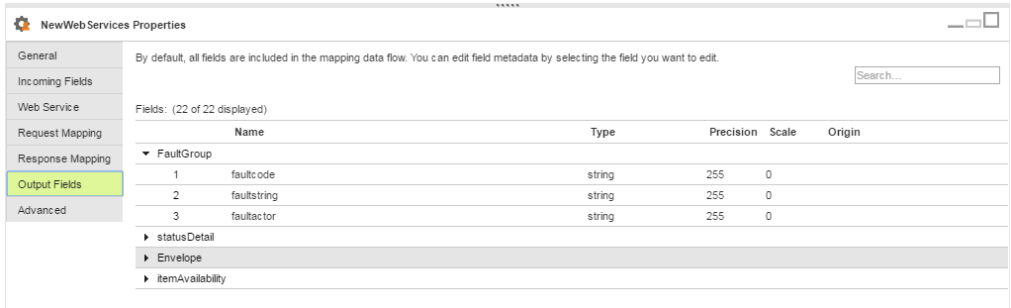 NewWebServices Properties
General
Incoming Fields
Web Service
Request Mapping
Response Mapping
Output Fields
Advanced
By default, all fields are included in the mapping data flow. You can edit field metadata by selecting the field you want to edit.
Search...
Fields: (22 of 22 displayed)
Name Type Precision Scale Origin
FaultGroup
1 faultcode string 255 0
2 faultstring string 255 0
3 faultactor string 255 0
statusDetail
Envelope
itemAvailability